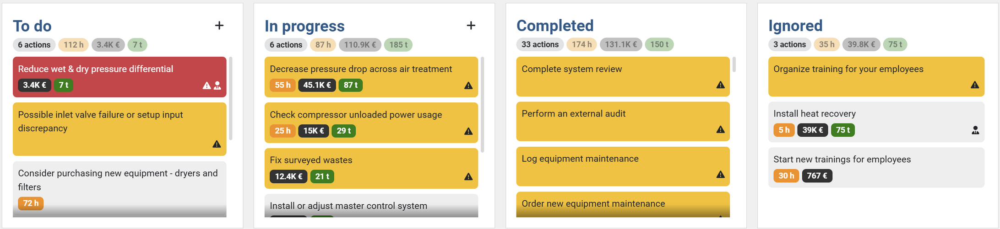 To do
+
6 actions 112 h 3.4K € 7 t
Reduce wet & dry pressure differential
3.4K € 7 t
Possible inlet valve failure or setup input
discrepancy
Consider purchasing new equipment - dryers and
filters
72 h
In progress
+
6 actions 87 h 110.9K € 185 t
Decrease pressure drop across air treatment
55 h 45.1K € 87 t
Check compressor unloaded power usage
25 h 15K € 29 t
Fix surveyed wastes
12.4K € 21 t
Install or adjust master control system
Completed
33 actions 174 h 131.1K € 150 t
Complete system review
Perform an external audit
Log equipment maintenance
Order new equipment maintenance
Ignored
3 actions 35 h 39.8K € 75 t
Organize training for your employees
Install heat recovery
5 h 39K € 75 t
Start new trainings for employees
30 h 767 €